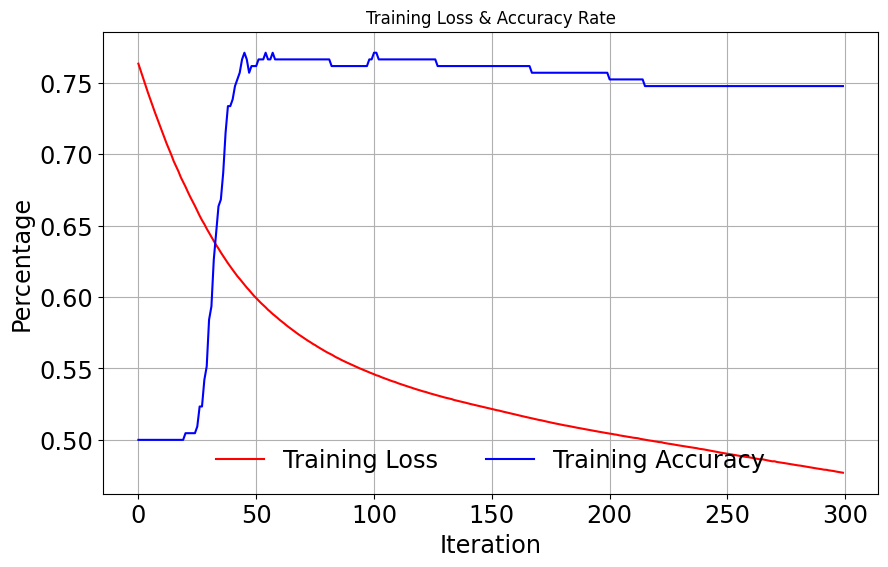 Training Loss & Accuracy Rate
Percentage
0.75
0.70
0.65
0.60
0.55
0.50
Training Loss
Training Accuracy
0 50 100 150 200 250 300
Iteration